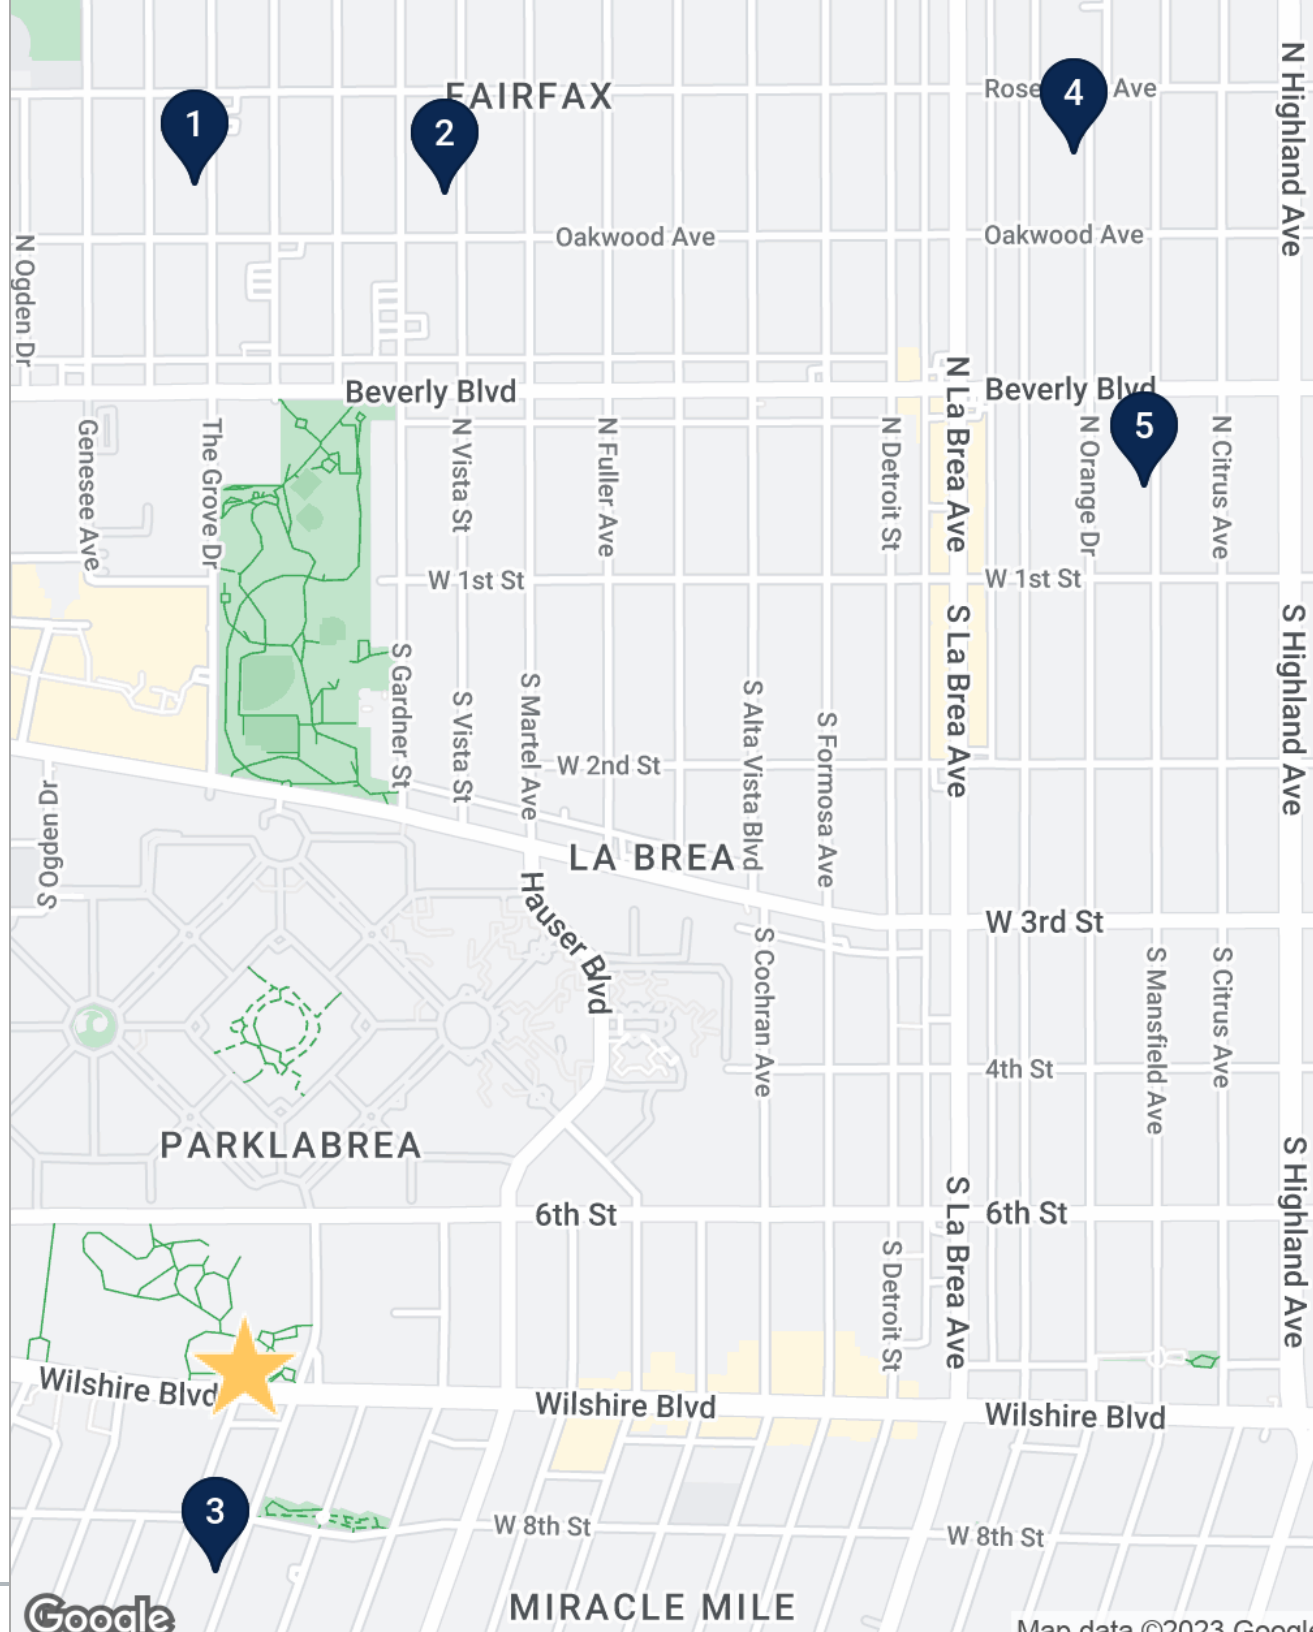 FAIRFAX
1
2
Rose
4
Ave
N Highland Ave
N Ogden Dr
Oakwood Ave
Oakwood Ave
Beverly Blvd
N La Brea Ave
Beverly Blvd
5
Genesee Ave
The Grove Dr
N Vista St
N Fuller Ave
N Detroit St
N Orange Dr
N Citrus Ave
W 1st St
W 1st St
S Gardner St
S Vista St
S Martel Ave
S Alta Vista Blvd
S Formosa Ave
S La Brea Ave
S Highland Ave
W 2nd St
S Ogden Dr
LA BREA
Hauser Blvd
W 3rd St
S Cochran Ave
S Mansfield Ave
S Citrus Ave
4th St
PARKLABREA
6th St
6th St
S La Brea Ave
S Highland Ave
S Detroit St
Wilshire Blvd
Wilshire Blvd
Wilshire Blvd
3
W 8th St
W 8th St
MIRACLE MILE
Google
Map data ©2023 Google